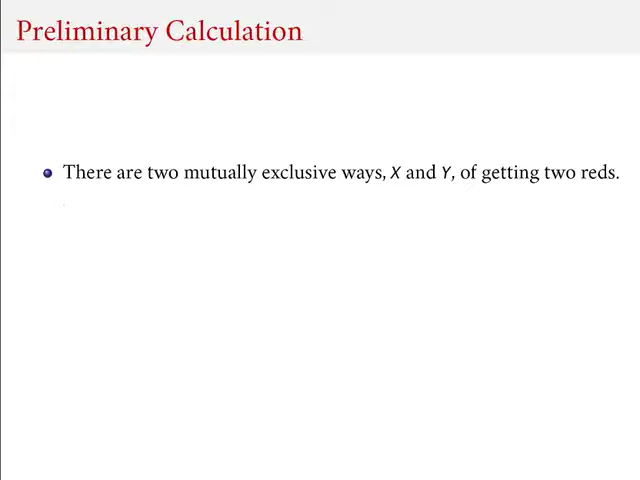 Preliminary Calculation
There are two mutually exclusive ways, X and Y, of getting two reds.